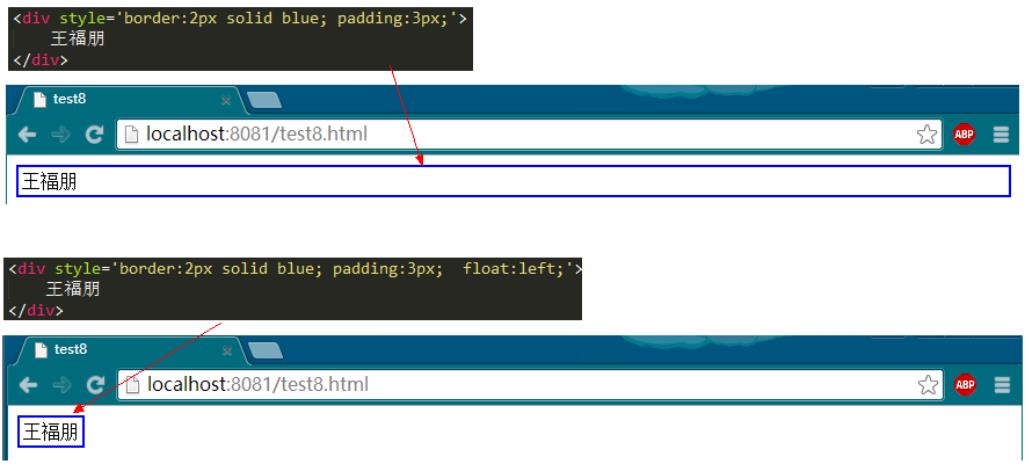 <div style='border:2px solid blue; padding:3px;'>
王福朋
</div>
test8
localhost:8081/test8.html
ABP
王福朋
<div style='border:2px solid blue; padding:3px;  float:left;'>
王福朋
</div>
test8
localhost:8081/test8.html
ABP
王福朋